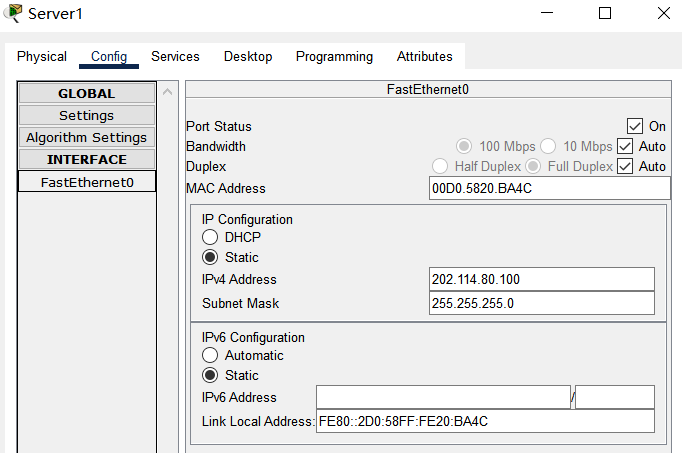 Server1
Physical Config Services Desktop Programming Attributes
GLOBAL
Settings
Algorithm Settings
INTERFACE
FastEthernet0
FastEthernet0
Port Status On
Bandwidth 100 Mbps 10 Mbps Auto
Duplex Half Duplex Full Duplex Auto
MAC Address 00D0.5820.BA4C
IP Configuration
DHCP
Static
IPv4 Address 202.114.80.100
Subnet Mask 255.255.255.0
IPv6 Configuration
Automatic
Static
IPv6 Address /
Link Local Address: FE80::2D0:58FF:FE20:BA4C